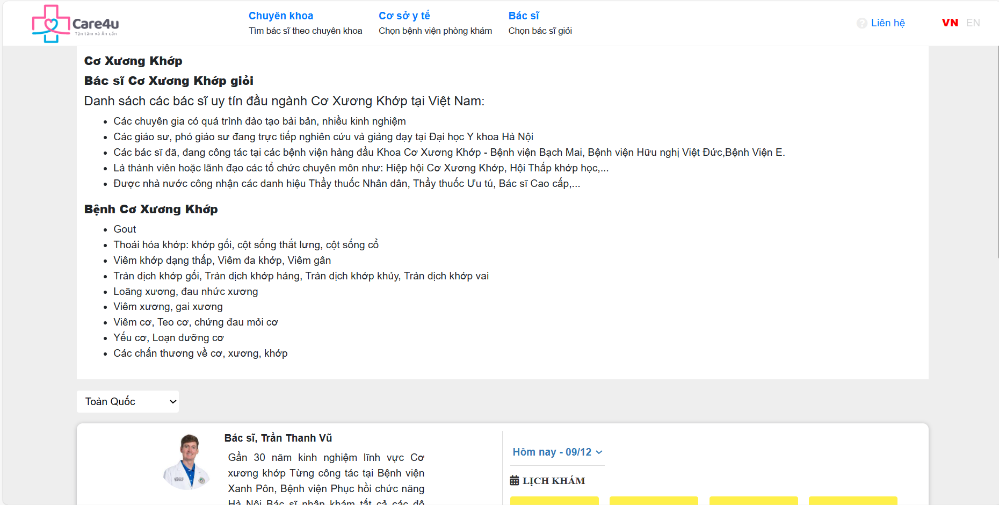 Care4u
Tận tâm và Ân cần
Chuyên khoa
Tìm bác sĩ theo chuyên khoa
Cơ sở y tế
Chọn bệnh viện phòng khám
Bác sĩ
Chọn bác sĩ giỏi
? Liên hệ
VN EN
Cơ Xương Khớp
Bác sĩ Cơ Xương Khớp giỏi
Danh sách các bác sĩ uy tín đầu ngành Cơ Xương Khớp tại Việt Nam:
Các chuyên gia có quá trình đào tạo bài bản, nhiều kinh nghiệm
Các giáo sư, phó giáo sư đang trực tiếp nghiên cứu và giảng dạy tại Đại học Y khoa Hà Nội
Các bác sĩ đã, đang công tác tại các bệnh viện hàng đầu Khoa Cơ Xương Khớp - Bệnh viện Bạch Mai, Bệnh viện Hữu nghị Việt Đức,Bệnh Viện E.
Là thành viên hoặc lãnh đạo các tổ chức chuyên môn như: Hiệp hội Cơ Xương Khớp, Hội Thấp khớp học,...
Được nhà nước công nhận các danh hiệu Thầy thuốc Nhân dân, Thầy thuốc Ưu tú, Bác sĩ Cao cấp,...
Bệnh Cơ Xương Khớp
Gout
Thoái hóa khớp: khớp gối, cột sống thắt lưng, cột sống cổ
Viêm khớp dạng thấp, Viêm đa khớp, Viêm gân
Tràn dịch khớp gối, Tràn dịch khớp háng, Tràn dịch khớp khủy, Tràn dịch khớp vai
Loãng xương, đau nhức xương
Viêm xương, gai xương
Viêm cơ, Teo cơ, chứng đau mỏi cơ
Yếu cơ, Loạn dưỡng cơ
Các chấn thương về cơ, xương, khớp
Toàn Quốc
Bác sĩ, Trần Thanh Vũ
Gần 30 năm kinh nghiệm lĩnh vực Cơ
xương khớp Từng công tác tại Bệnh viện
Xanh Pôn, Bệnh viện Phục hồi chức năng
Hà Nội Bác sĩ nhận khám tất cả các độ
Hôm nay - 09/12
LỊCH KHÁM